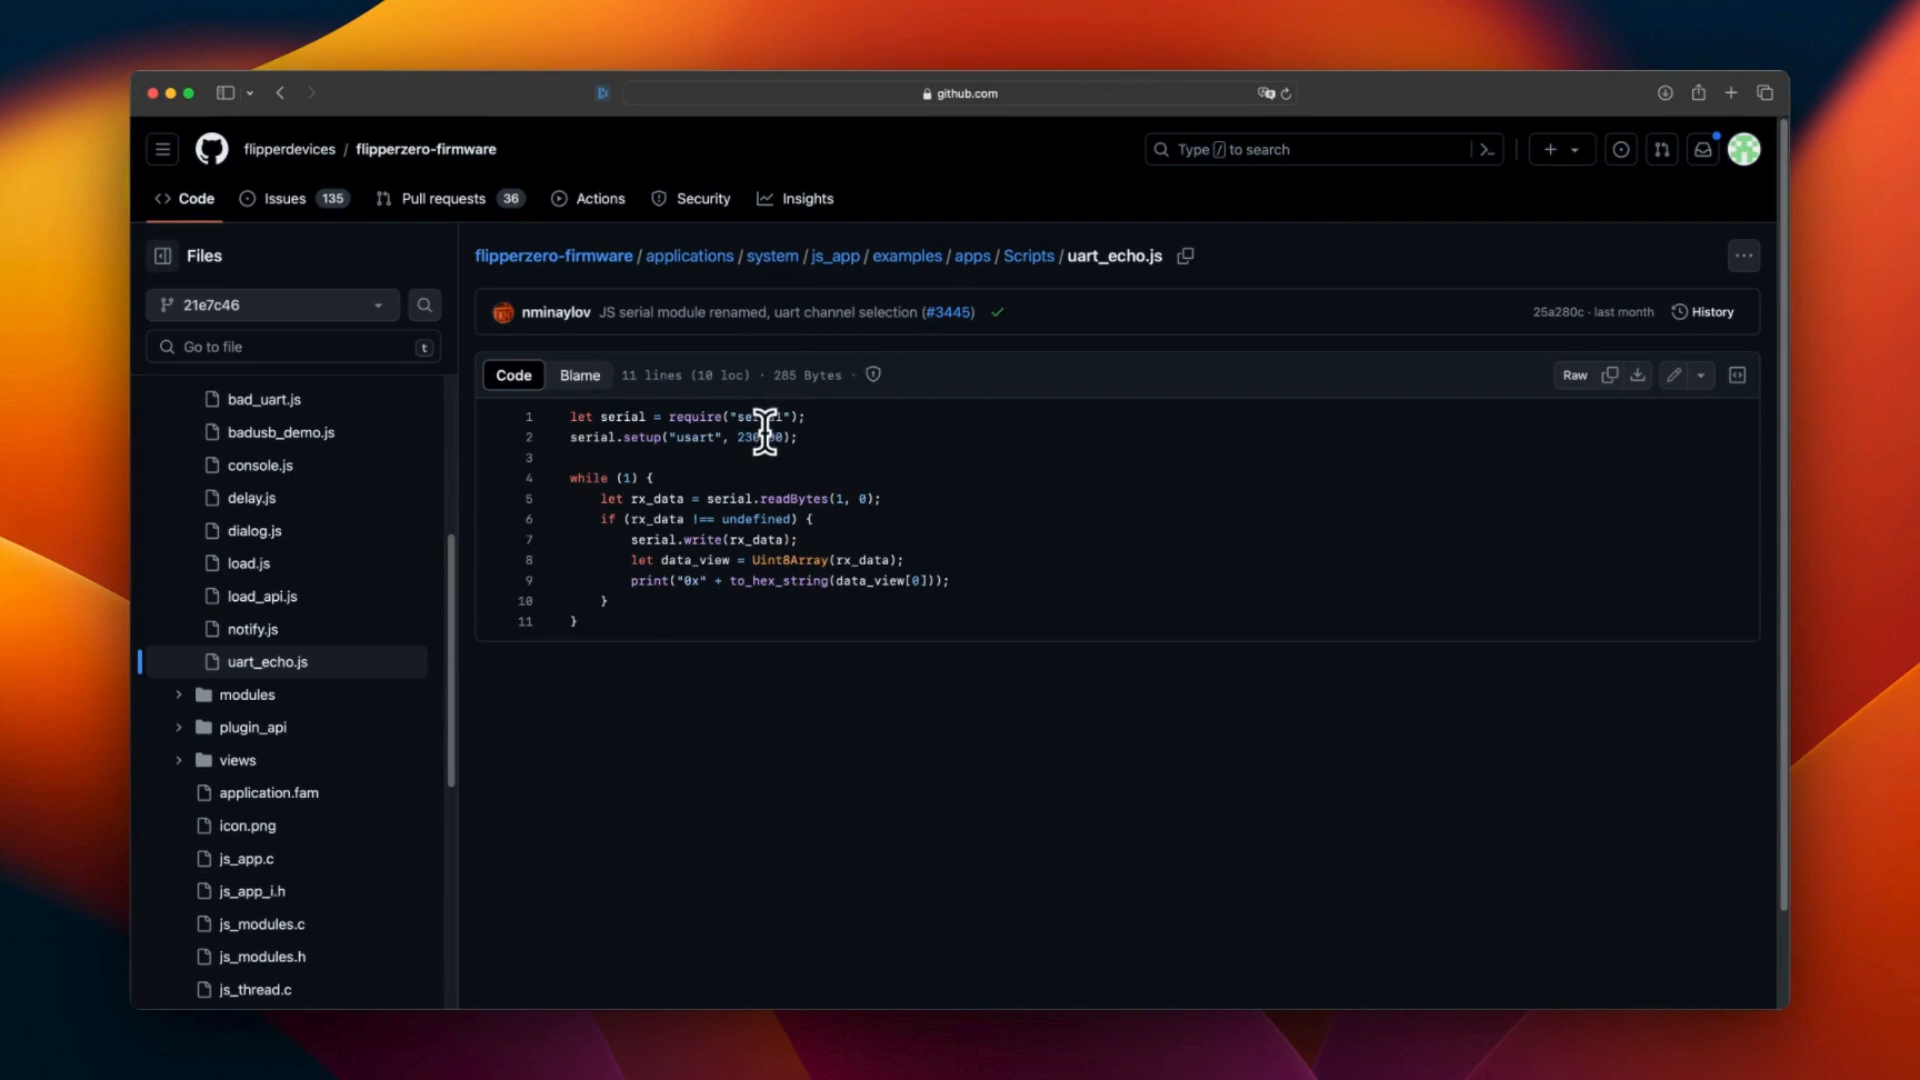 github.com
flipperdevices / flipperzero-firmware
Type / to search
Code Issues 135 Pull requests 36 Actions Security Insights
Files
21e7c46
Go to file t
bad_uart.js
badusb_demo.js
console.js
delay.js
dialog.js
load.js
load_api.js
notify.js
uart_echo.js
modules
plugin_api
views
application.fam
icon.png
js_app.c
js_app_i.h
js_modules.c
js_modules.h
js_thread.c
flipperzero-firmware / applications / system / js_app / examples / apps / Scripts / uart_echo.js
nminaylov JS serial module renamed, uart channel selection (#3445) 25a280c · last month History
Code Blame 11 lines (10 loc) · 285 Bytes · Raw
1 let serial = require("serial");
2 serial.setup("usart", 230400);
3
4 while (1) {
5 let rx_data = serial.readBytes(1, 0);
6 if (rx_data !== undefined) {
7 serial.write(rx_data);
8 let data_view = Uint8Array(rx_data);
9 print("0x" + to_hex_string(data_view[0]));
10 }
11 }